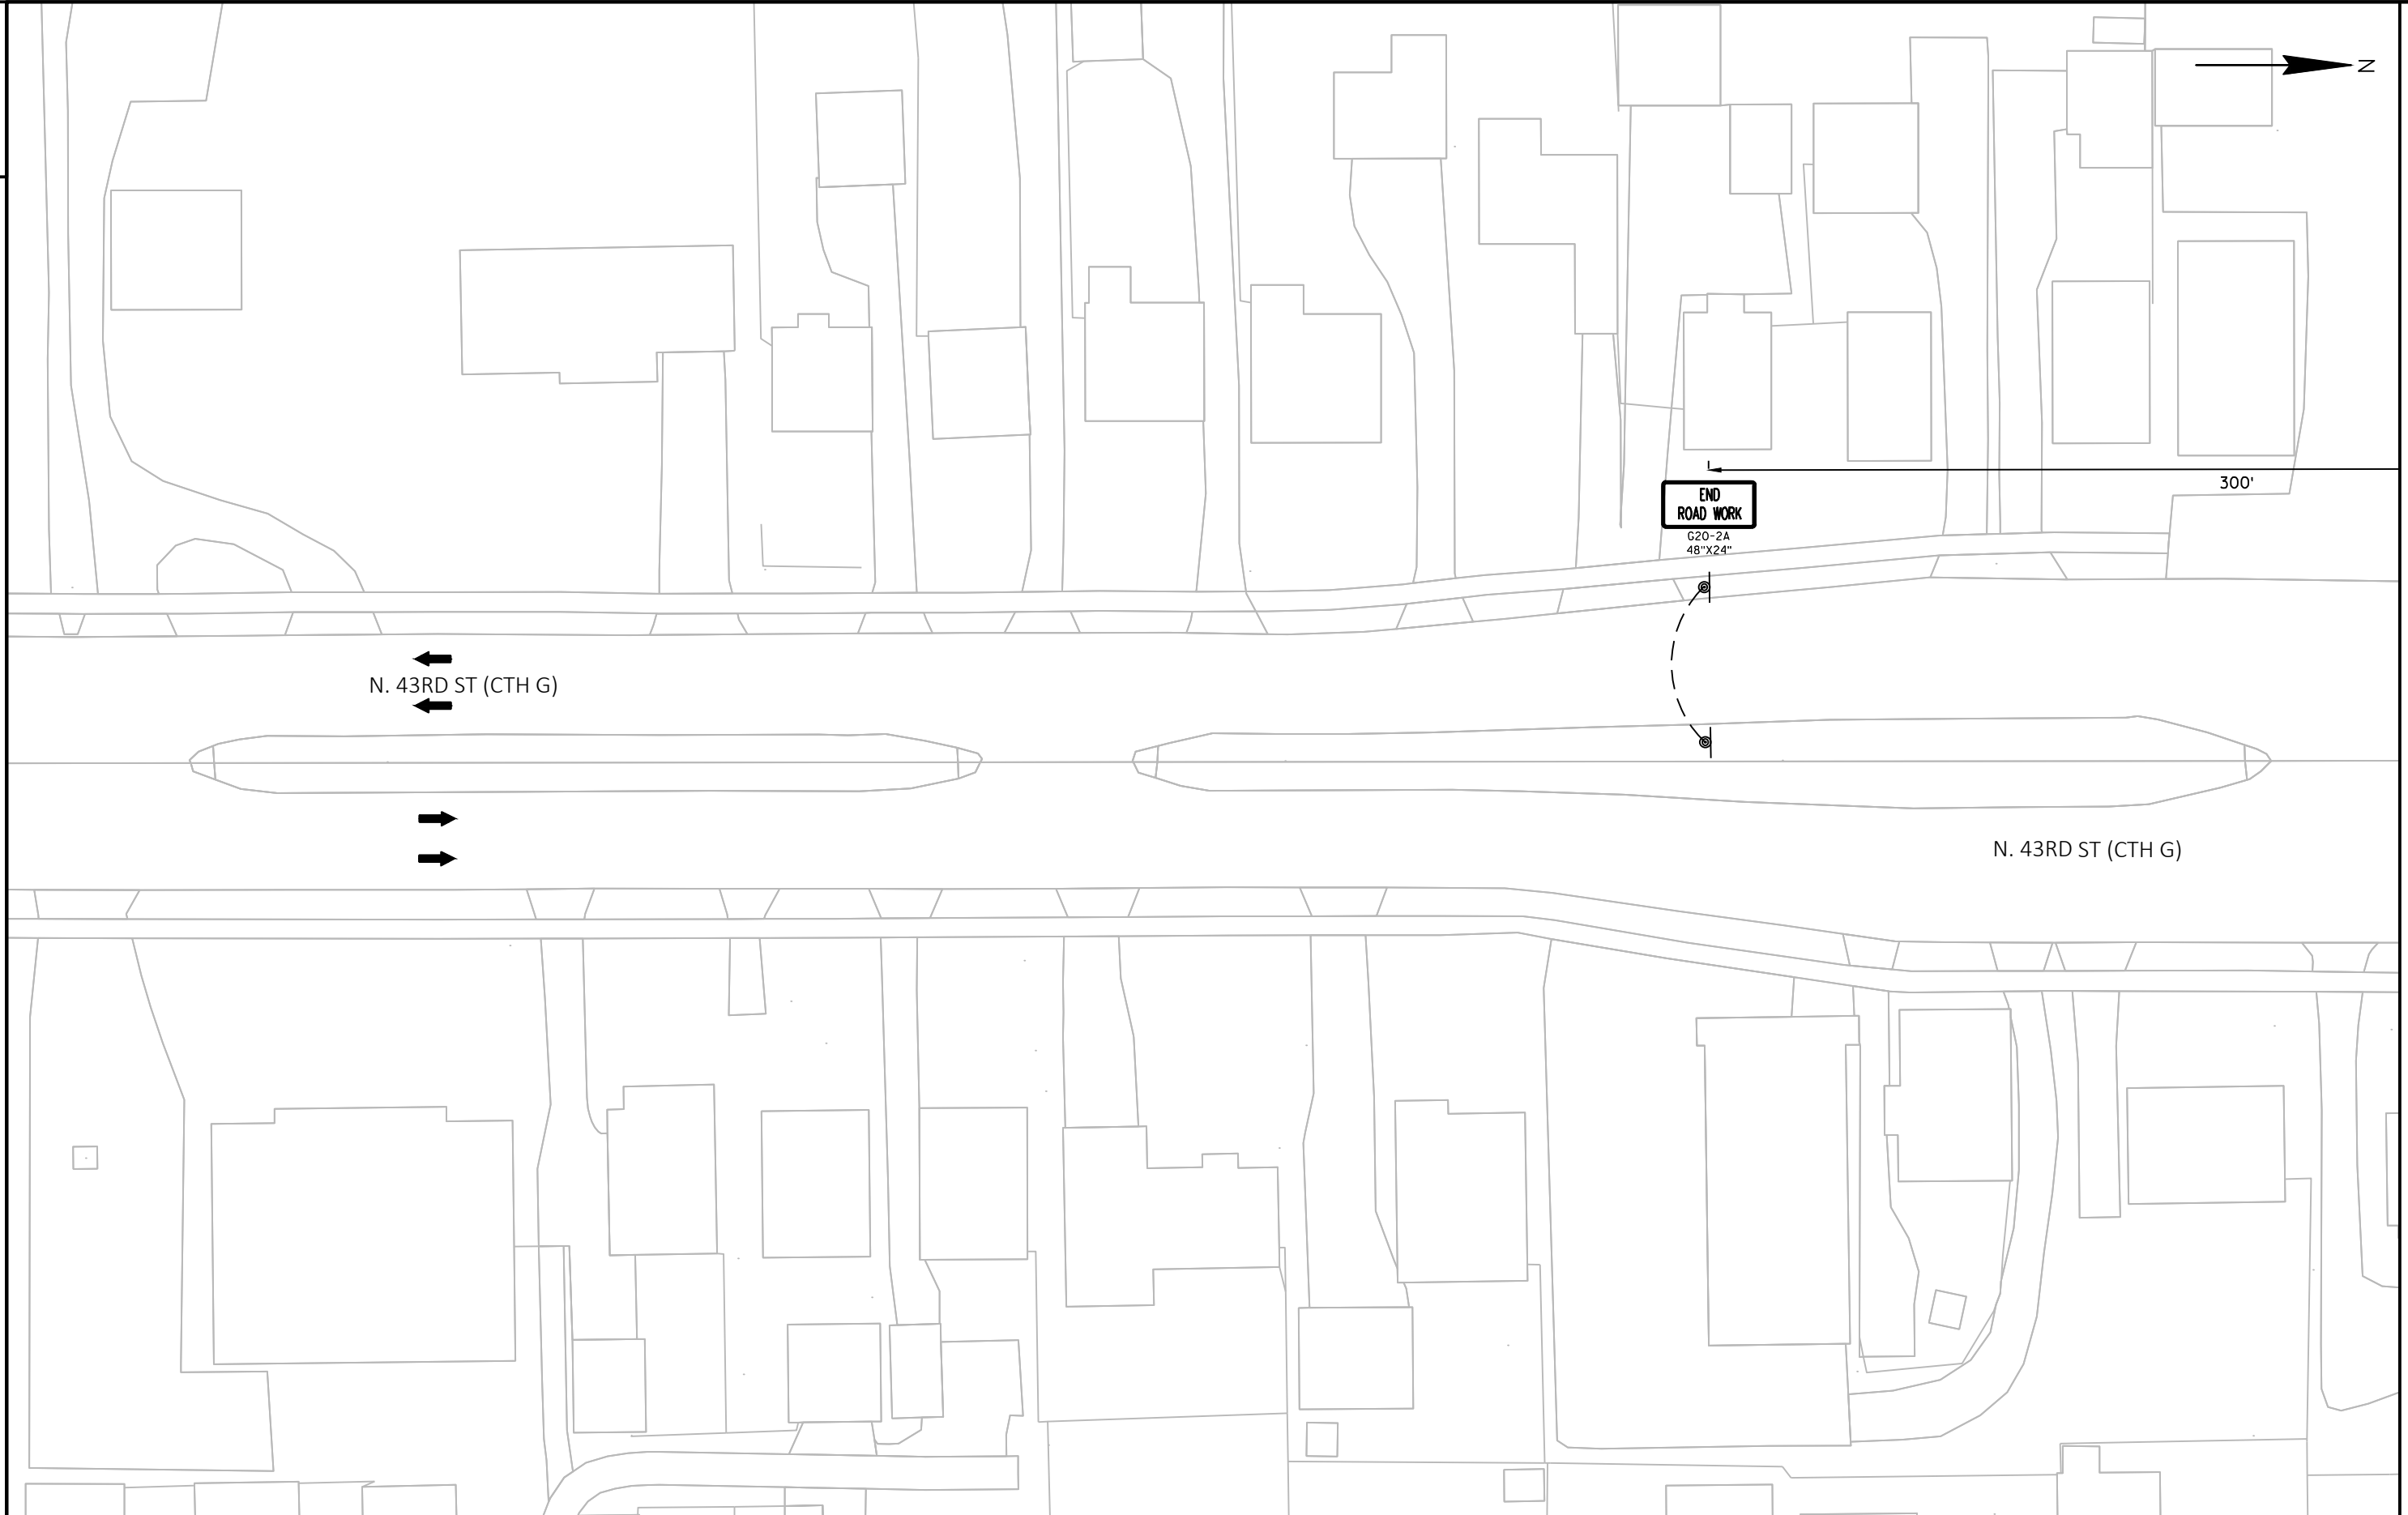 N
300'
END
ROAD WORK
G20-2A
48"X24"
N. 43RD ST (CTH G)
N. 43RD ST (CTH G)